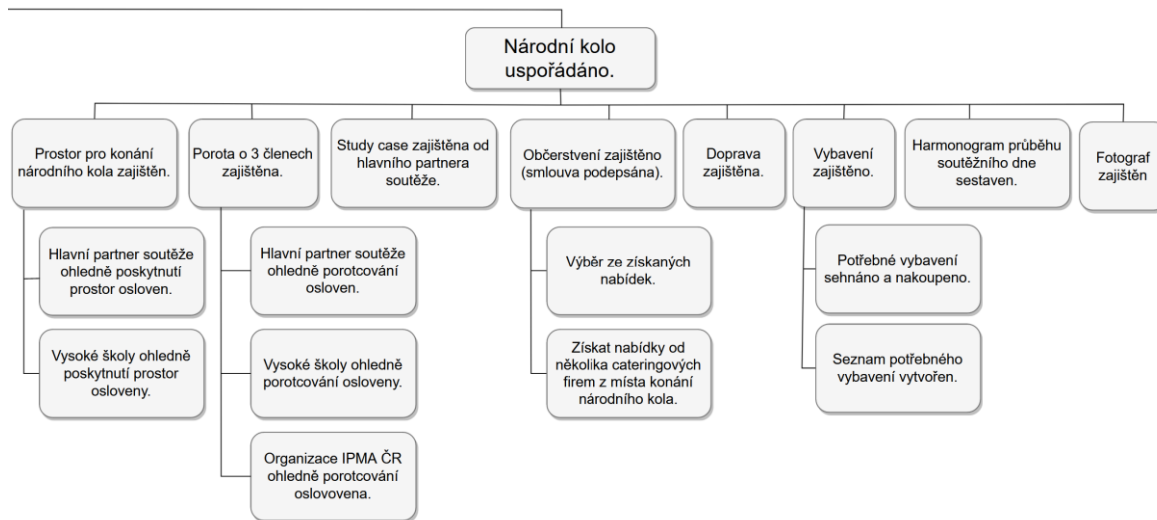 Národní kolo
uspořádáno.
Prostor pro konání
národního kola zajištěn.
Porota o 3 členech
zajištěna.
Study case zajištěna od
hlavního partnera
soutěže.
Občerstvení zajištěno
(smlouva podepsána).
Doprava
zajištěna.
Vybavení
zajištěno.
Harmonogram průběhu
soutěžního dne
sestaven.
Fotograf
zajištěn
Hlavní partner soutěže
ohledně poskytnutí
prostor osloven.
Hlavní partner soutěže
ohledně porotcování
osloven.
Výběr ze získaných
nabídek.
Potřebné vybavení
sehnáno a nakoupeno.
Vysoké školy ohledně
poskytnutí prostor
osloveny.
Vysoké školy ohledně
porotcování osloveny.
Získat nabídky od
několika cateringových
firem z místa konání
národního kola.
Seznam potřebného
vybavení vytvořen.
Organizace IPMA ČR
ohledně porotcování
oslovovena.